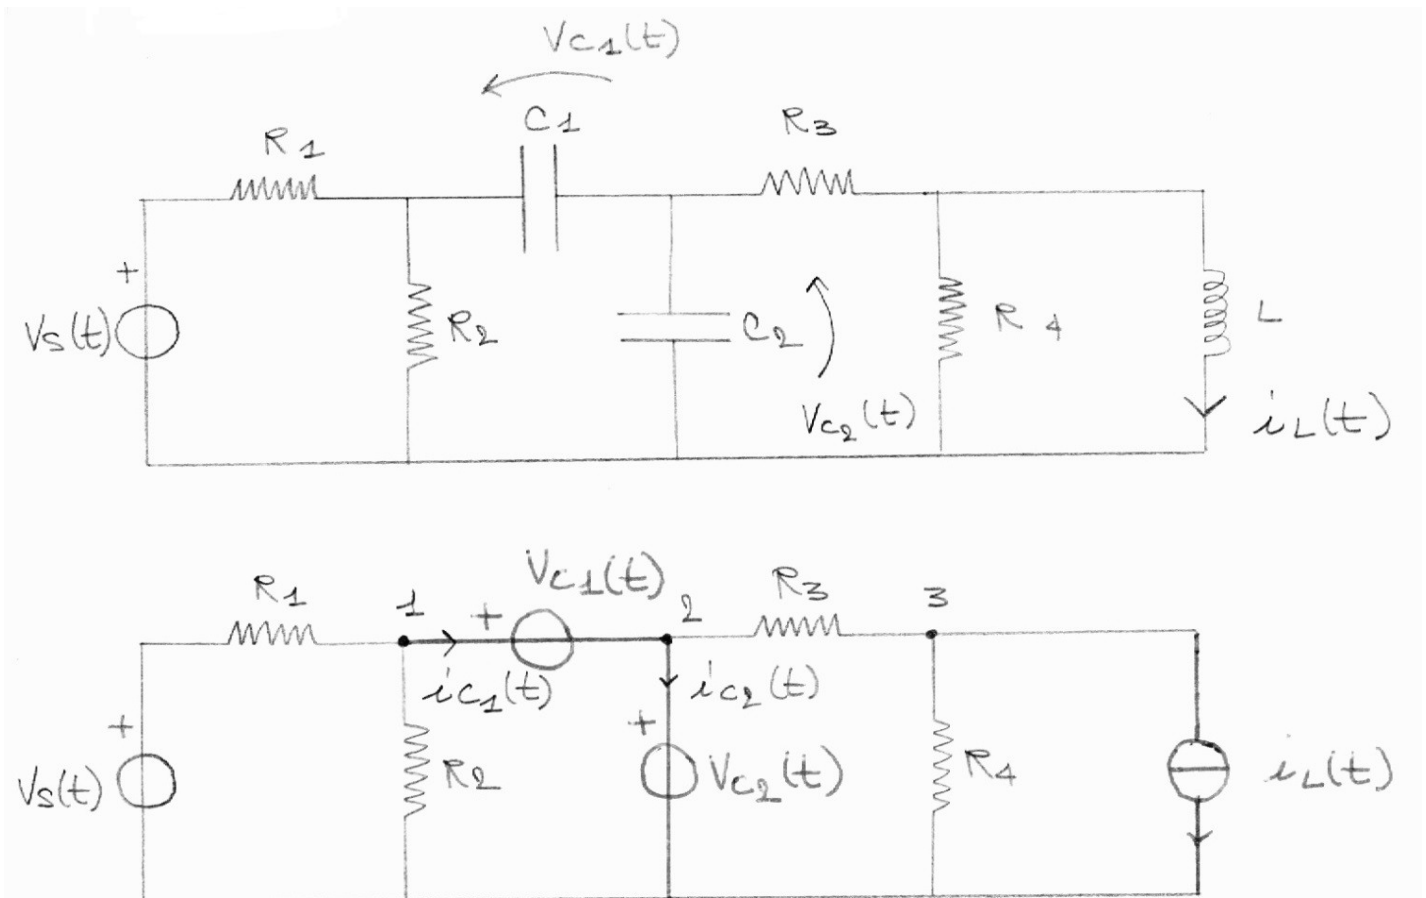 Vc1(t)
C1
R1
R3
+
Vs(t)
R2
C2
R4
L
Vc2(t)
iL(t)
Vc1(t)
R1
1
+
2
R3
3
ic1(t)
ic2(t)
+
+
Vs(t)
R2
Vc2(t)
R4
iL(t)